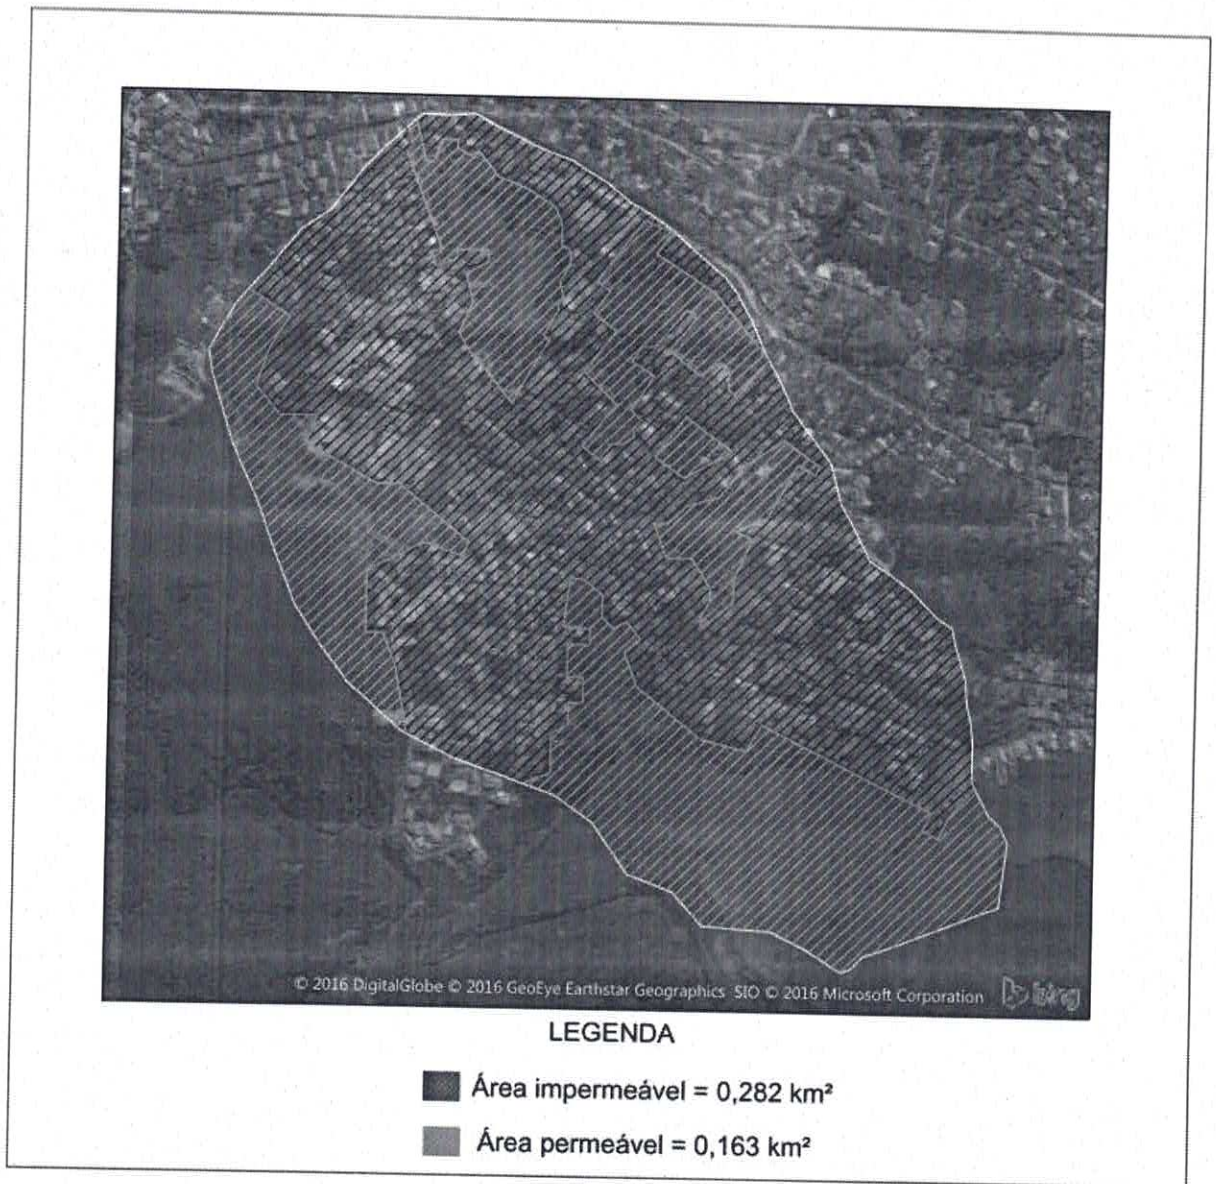 © 2016 DigitalGlobe © 2016 GeoEye Earthstar Geographics SIO © 2016 Microsoft Corporation
bing
LEGENDA
Área impermeável = 0,282 km²
Área permeável = 0,163 km²